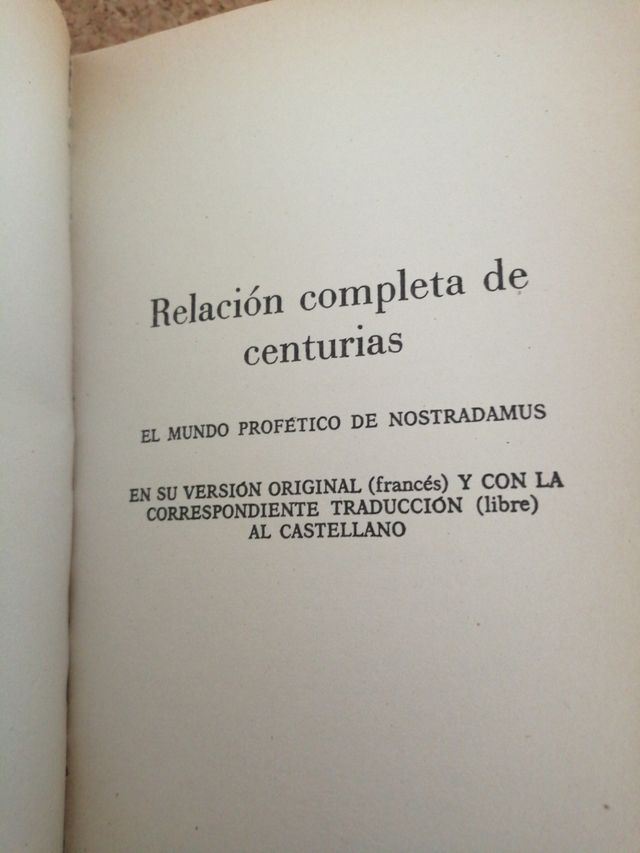 Relación completa de
centurias
EL MUNDO PROFÉTICO DE NOSTRADAMUS
EN SU VERSIÓN ORIGINAL (francés) Y CON LA
CORRESPONDIENTE TRADUCCIÓN (libre)
AL CASTELLANO